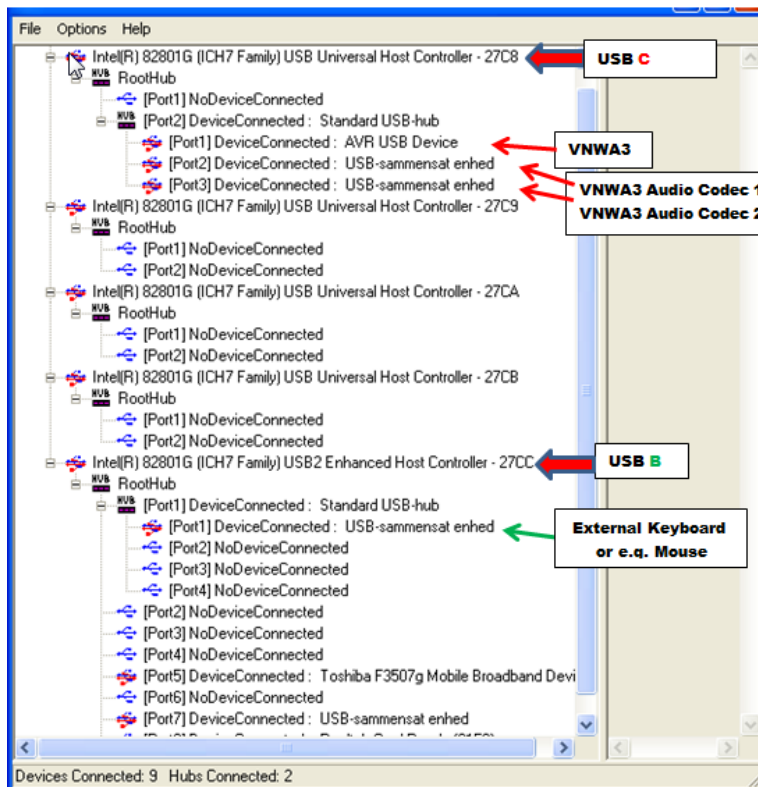 File Options Help
Intel(R) 82801G (ICH7 Family) USB Universal Host Controller - 27C8
USB C
HUB RootHub
[Port1] NoDeviceConnected
HUB [Port2] DeviceConnected : Standard USB-hub
[Port1] DeviceConnected : AVR USB Device
VNWA3
[Port2] DeviceConnected : USB-sammensat enhed
[Port3] DeviceConnected : USB-sammensat enhed
VNWA3 Audio Codec 1
VNWA3 Audio Codec 2
Intel(R) 82801G (ICH7 Family) USB Universal Host Controller - 27C9
HUB RootHub
[Port1] NoDeviceConnected
[Port2] NoDeviceConnected
Intel(R) 82801G (ICH7 Family) USB Universal Host Controller - 27CA
HUB RootHub
[Port1] NoDeviceConnected
[Port2] NoDeviceConnected
Intel(R) 82801G (ICH7 Family) USB Universal Host Controller - 27CB
HUB RootHub
[Port1] NoDeviceConnected
[Port2] NoDeviceConnected
Intel(R) 82801G (ICH7 Family) USB2 Enhanced Host Controller - 27CC
USB B
HUB RootHub
HUB [Port1] DeviceConnected : Standard USB-hub
[Port1] DeviceConnected : USB-sammensat enhed
External Keyboard
or e.g. Mouse
[Port2] NoDeviceConnected
[Port3] NoDeviceConnected
[Port4] NoDeviceConnected
[Port2] NoDeviceConnected
[Port3] NoDeviceConnected
[Port4] NoDeviceConnected
[Port5] DeviceConnected : Toshiba F3507g Mobile Broadband Devi
[Port6] NoDeviceConnected
[Port7] DeviceConnected : USB-sammensat enhed
Devices Connected: 9 Hubs Connected: 2